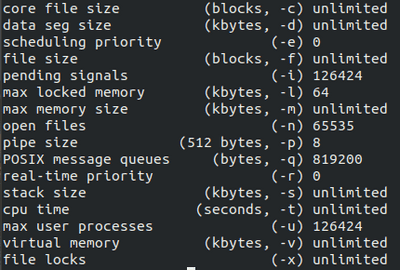 core file size (blocks, -c) unlimited
data seg size (kbytes, -d) unlimited
scheduling priority (-e) 0
file size (blocks, -f) unlimited
pending signals (-i) 126424
max locked memory (kbytes, -l) 64
max memory size (kbytes, -m) unlimited
open files (-n) 65535
pipe size (512 bytes, -p) 8
POSIX message queues (bytes, -q) 819200
real-time priority (-r) 0
stack size (kbytes, -s) unlimited
cpu time (seconds, -t) unlimited
max user processes (-u) 126424
virtual memory (kbytes, -v) unlimited
file locks (-x) unlimited